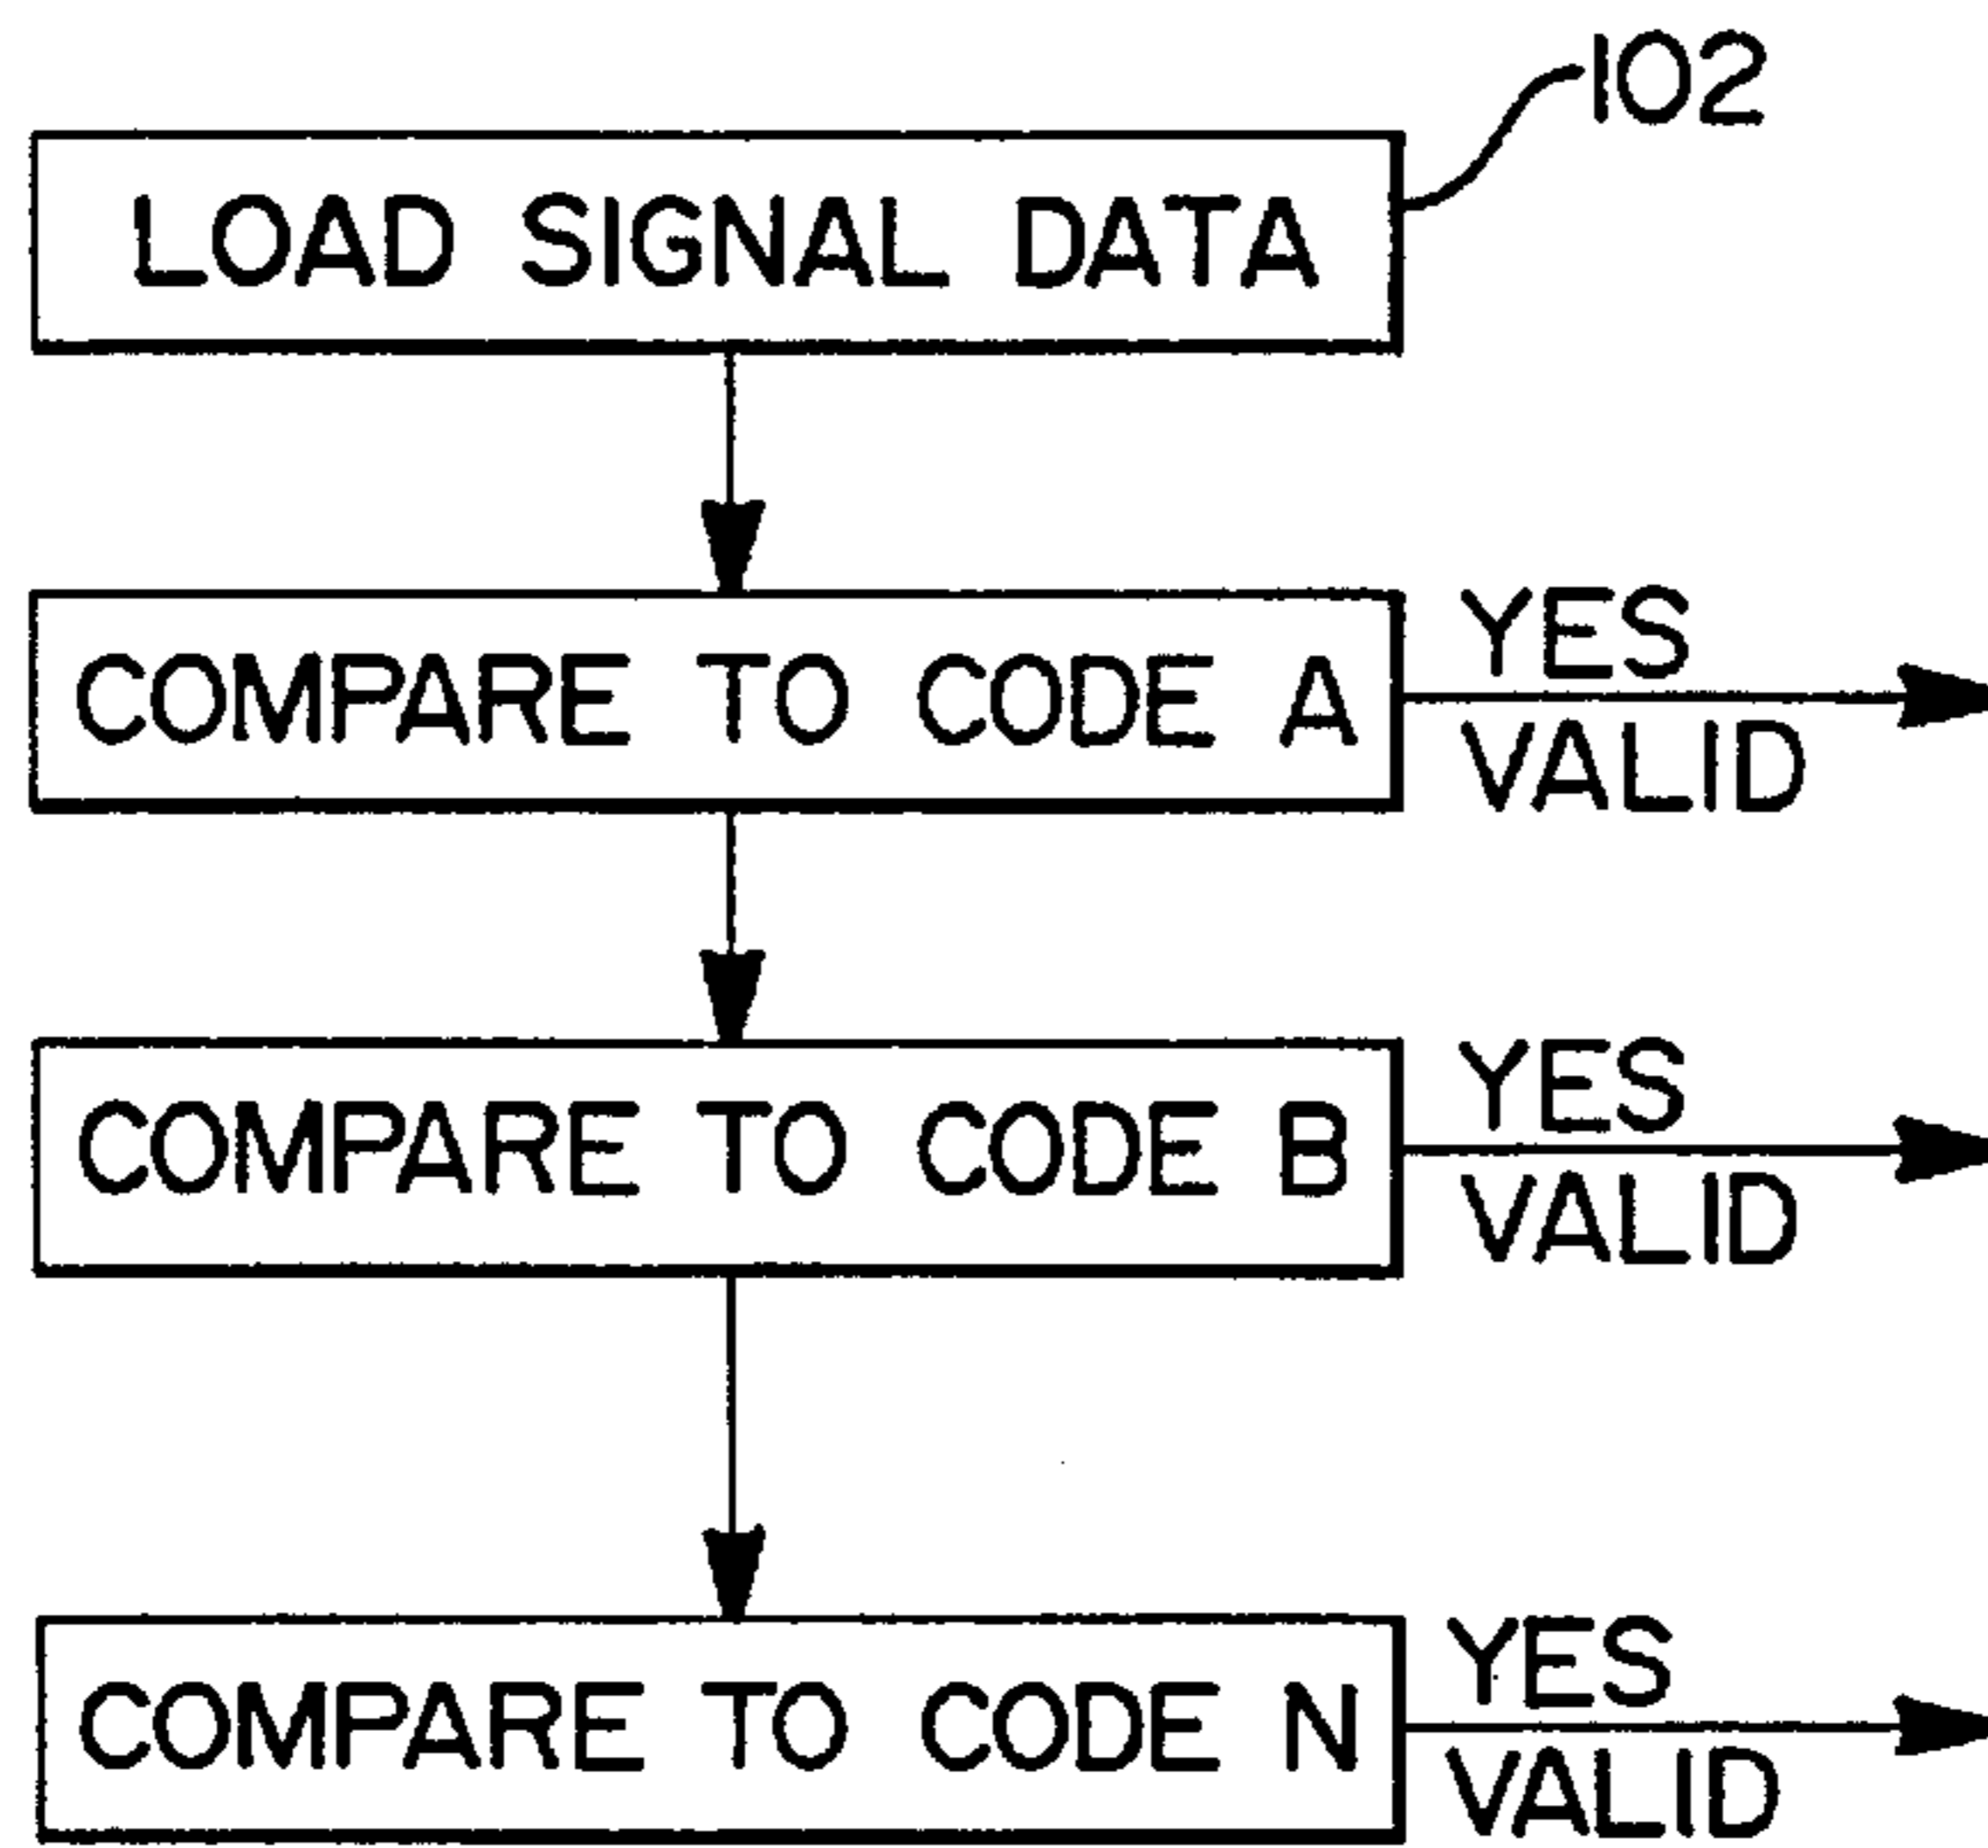 102
LOAD SIGNAL DATA
COMPARE TO CODE A
YES
VALID
COMPARE TO CODE B
YES
VALID
COMPARE TO CODE N
YES
VALID